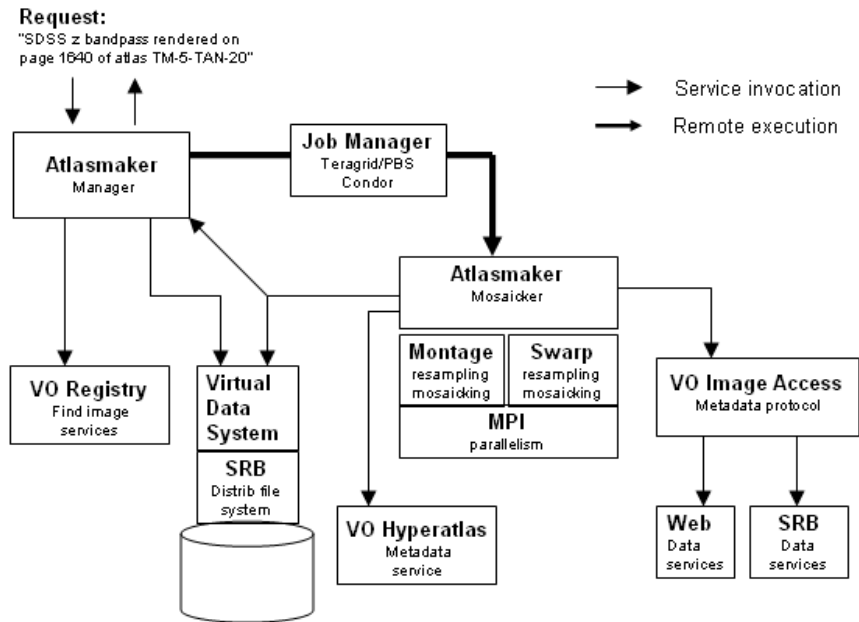 Request:
"SDSS z bandpass rendered on
page 1640 of atlas TM-5-TAN-20"
Service invocation
Remote execution
Atlasmaker
Manager
Job Manager
Teragrid/PBS
Condor
Atlasmaker
Mosaicker
Montage
resampling
mosaicking
Swarp
resampling
mosaicking
MPI
parallelism
VO Registry
Find image
services
Virtual
Data
System
SRB
Distrib file
system
VO Hyperatlas
Metadata
service
VO Image Access
Metadata protocol
Web
Data
services
SRB
Data
services